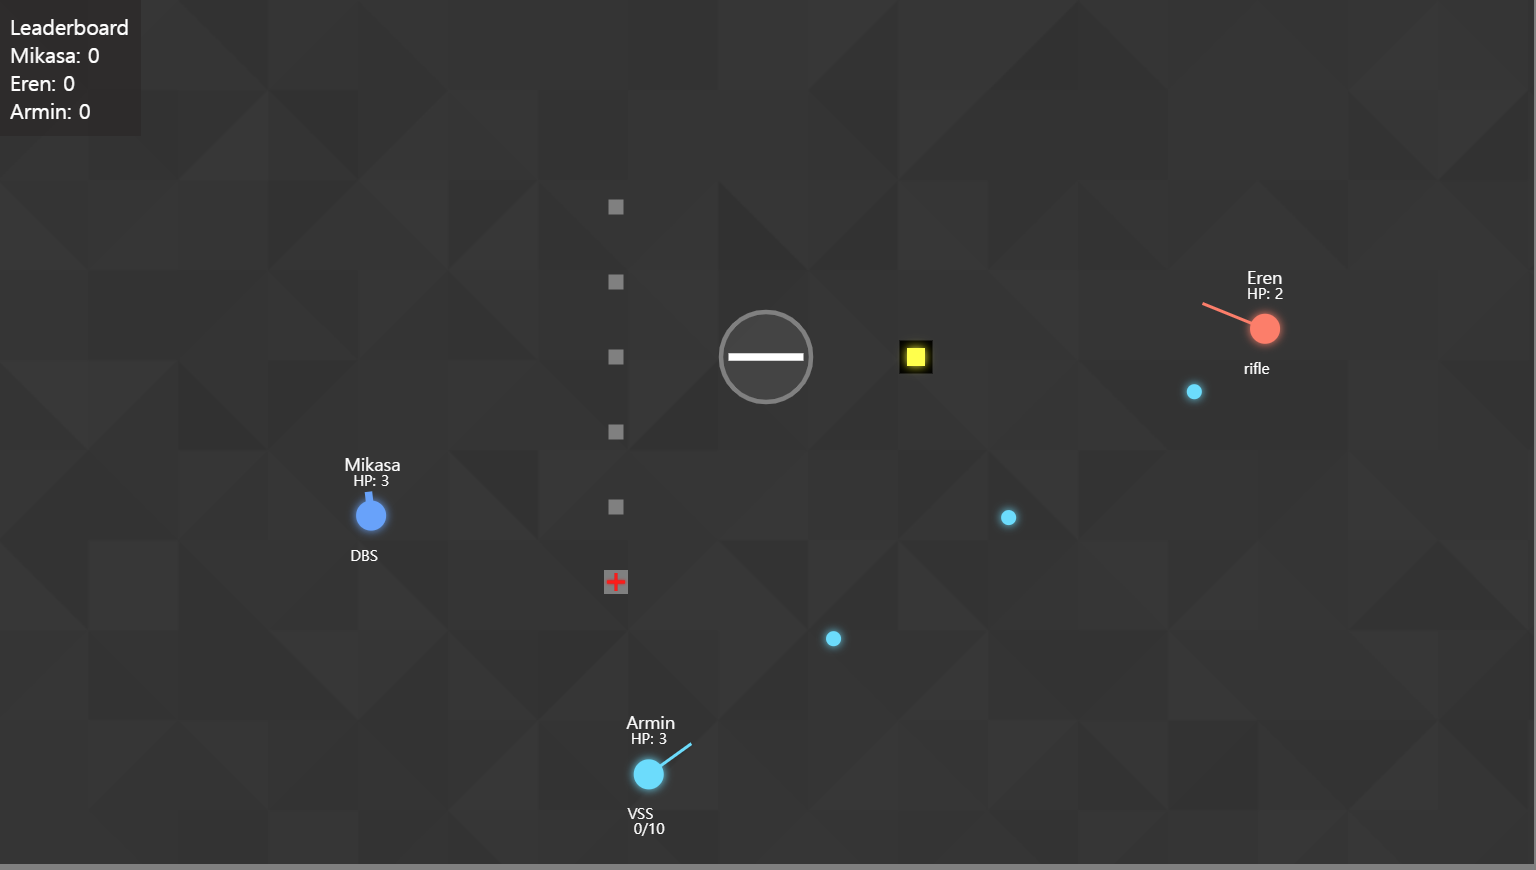 Leaderboard
Mikasa: 0
Eren: 0
Armin: 0
Eren
HP: 2
rifle
Mikasa
HP: 3
DBS
Armin
HP: 3
VSS
0/10